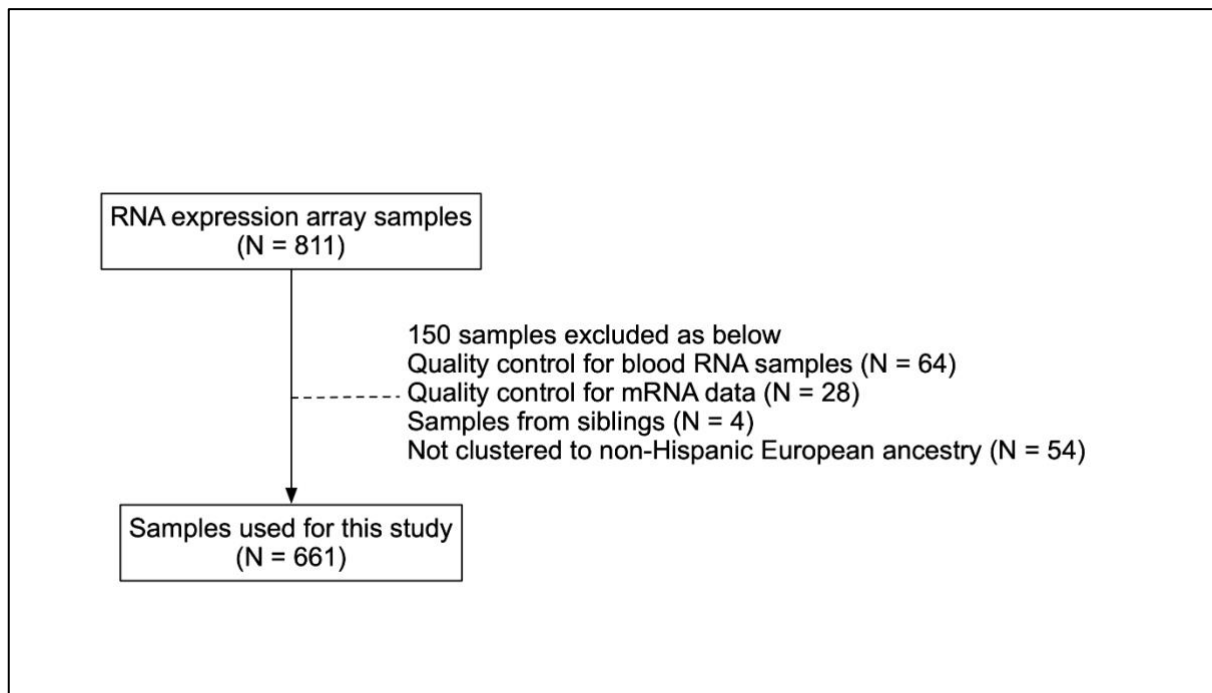 RNA expression array samples
(N = 811)
150 samples excluded as below
Quality control for blood RNA samples (N = 64)
Quality control for mRNA data (N = 28)
Samples from siblings (N = 4)
Not clustered to non-Hispanic European ancestry (N = 54)
Samples used for this study
(N = 661)